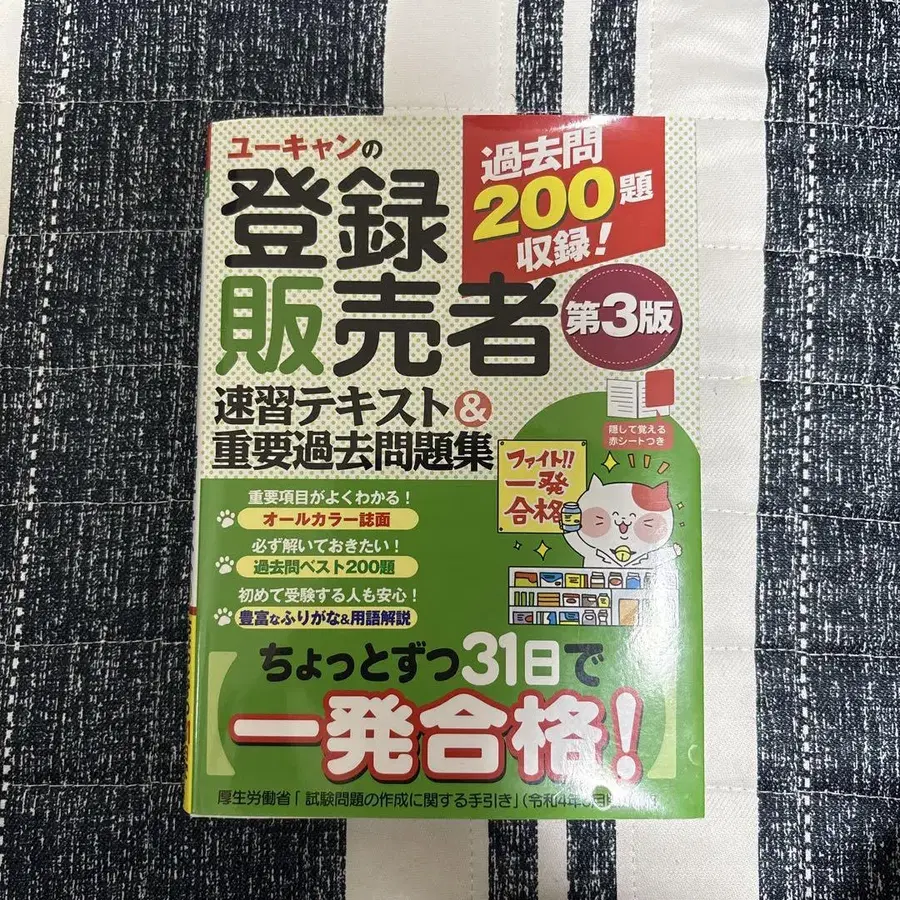 ユーキャンの
登録
販売者
過去問
200題
収録!
第3版
速習テキスト&
重要過去問題集
隠して覚える
赤シートつき
ファイト!!
一発
合格
重要項目がよくわかる!
オールカラー誌面
必ず解いておきたい!
過去問ベスト200題
初めて受験する人も安心!
豊富なふりがな&用語解説
ちょっとずつ31日で
一発合格!
厚生労働省「試験問題の作成に関する手引き」(令和4年